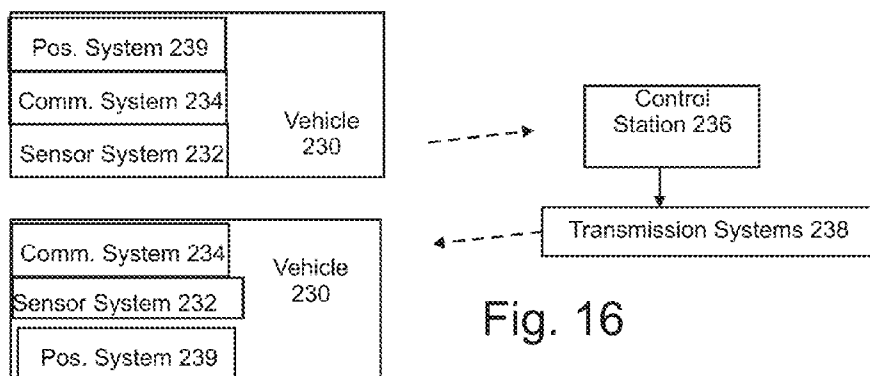 Pos. System 239
Comm. System 234
Sensor System 232
Vehicle
230
Control
Station 236
Transmission Systems 238
Comm. System 234
Sensor System 232
Pos. System 239
Vehicle
230
Fig. 16